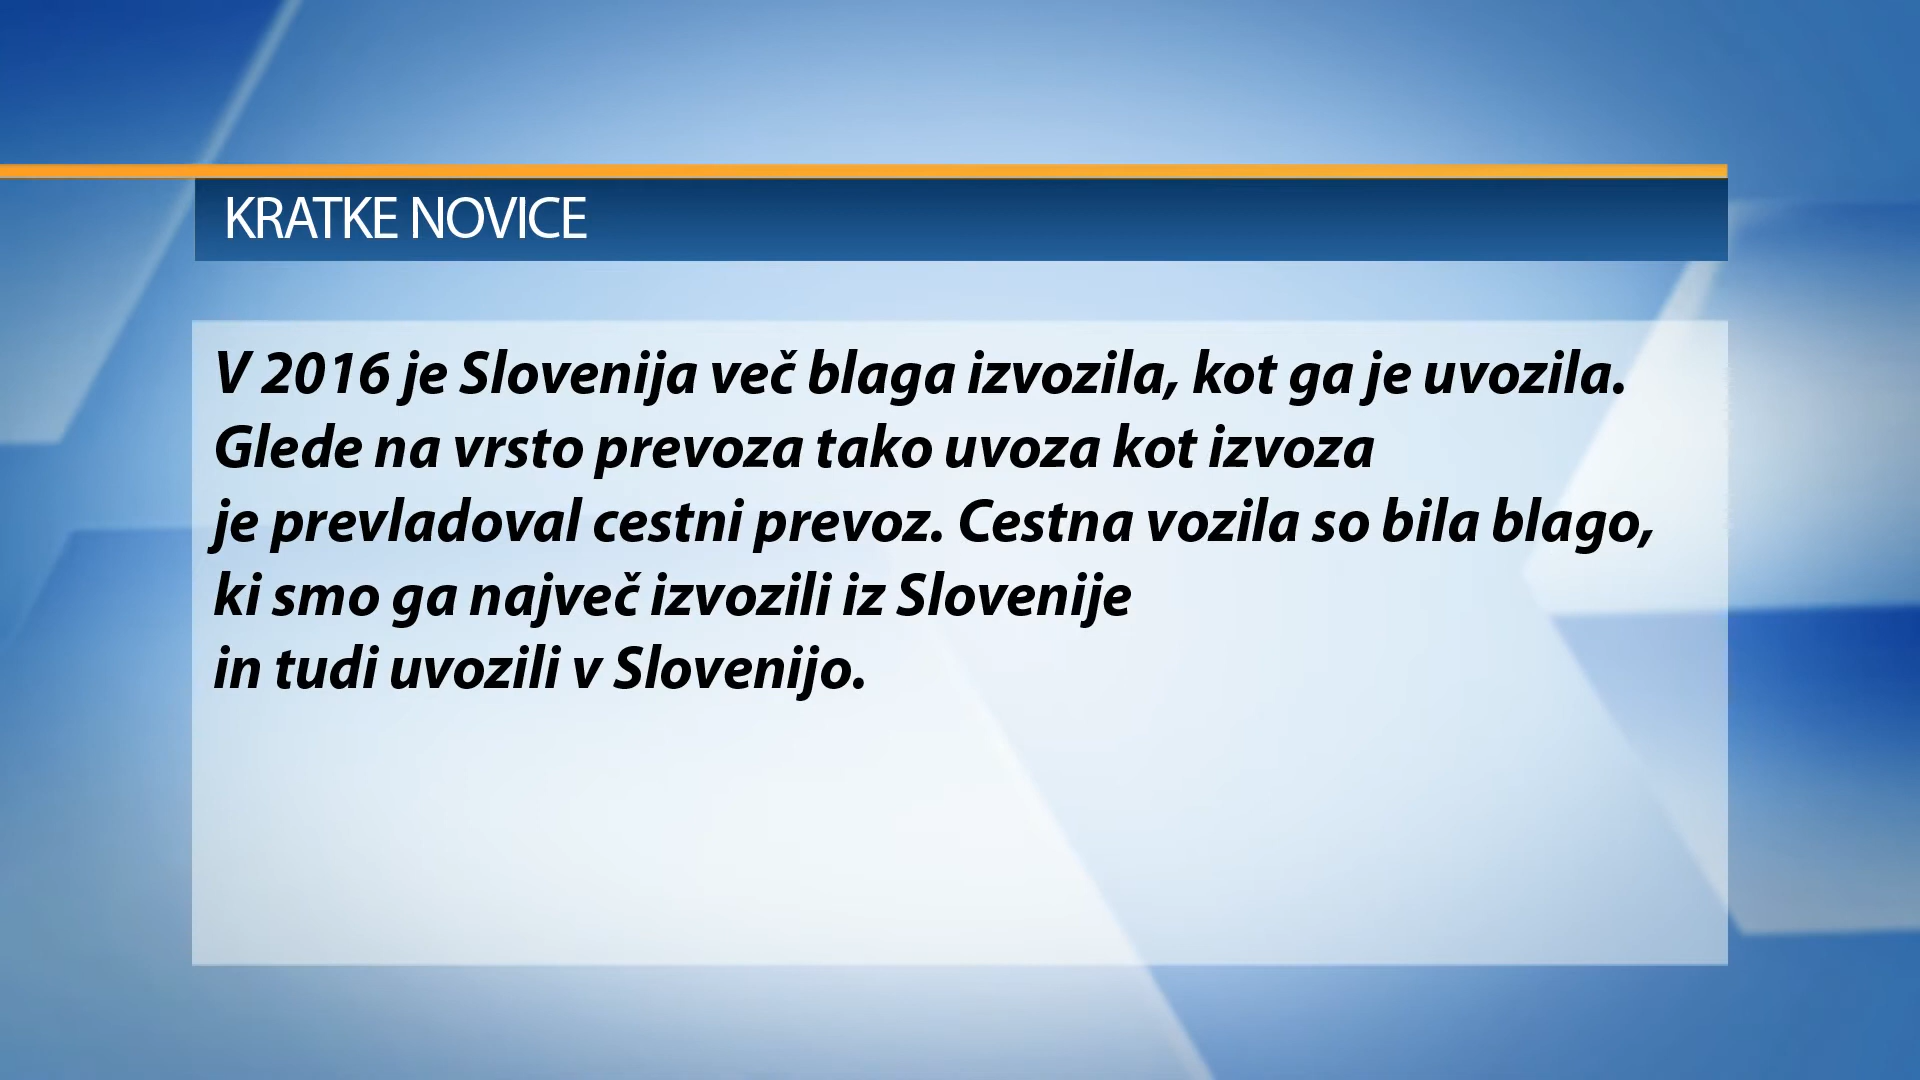 KRATKE NOVICE
V 2016 je Slovenija več blaga izvozila, kot ga je uvozila.
Glede na vrsto prevoza tako uvoza kot izvoza
je prevladoval cestni prevoz. Cestna vozila so bila blago,
ki smo ga največ izvozili iz Slovenije
in tudi uvozili v Slovenijo.